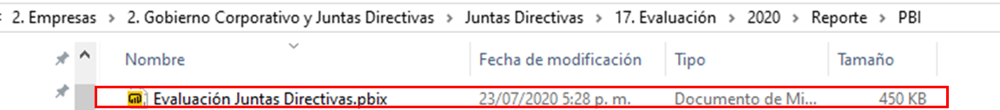 2. Empresas > 2. Gobierno Corporativo y Juntas Directivas > Juntas Directivas > 17. Evaluación > 2020 > Reporte > PBI
Nombre Fecha de modificación Tipo Tamaño
Evaluación Juntas Directivas.pbix 23/07/2020 5:28 p. m. Documento de Mi... 450 KB